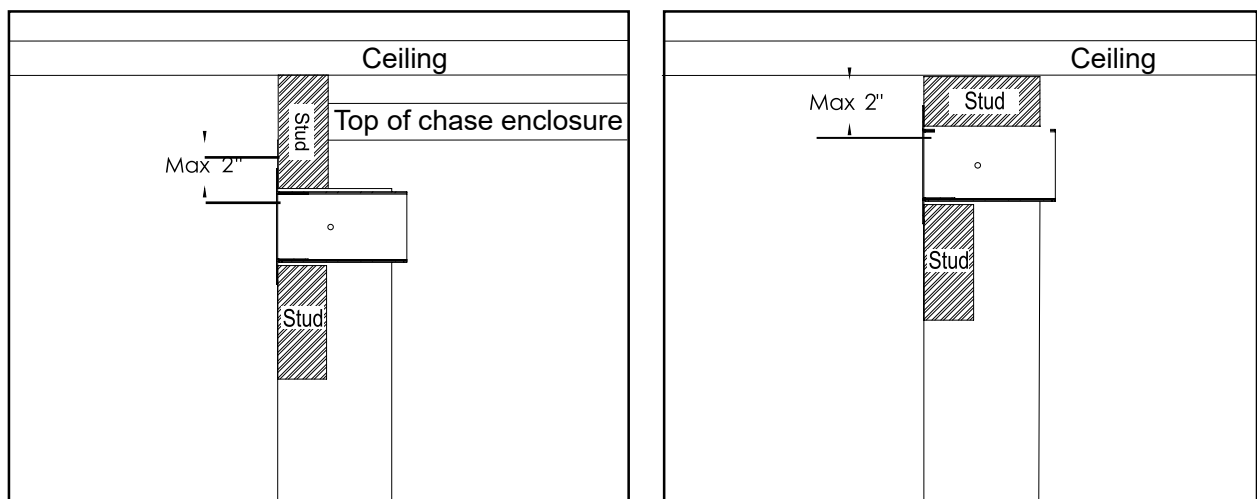 Ceiling
Stud
Top of chase enclosure
Max 2"
Stud
Ceiling
Max 2"
Stud
Stud